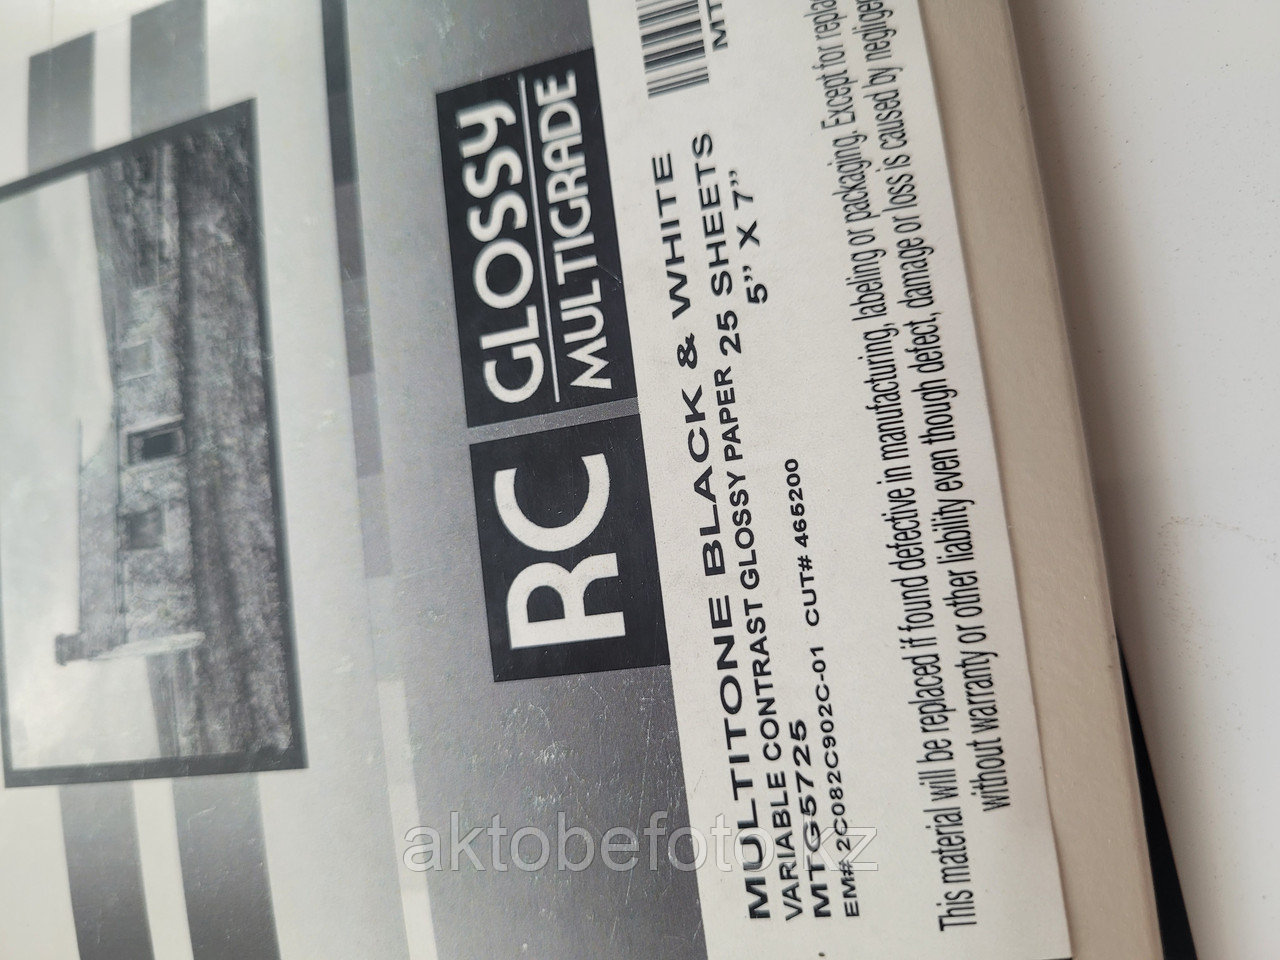 RC
GLOSSY
MULTIGRADE
MULTITONE BLACK & WHITE
VARIABLE CONTRAST GLOSSY PAPER 25 SHEETS
MTG5725 5” X 7”
EM# 2C082C902C-01 CUT# 465200
This material will be replaced if found defective in manufacturing, labeling or packaging. Except for
without warranty or other liability even though defect, damage or loss is caused by
aktobefoto.kz